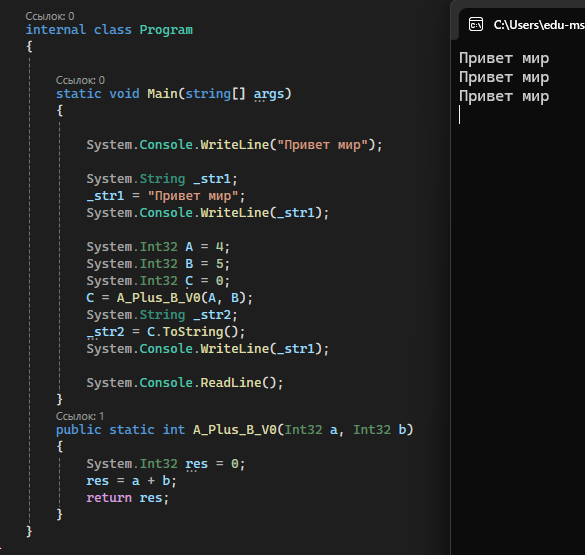 Ссылок: 0
internal class Program
{
Ссылок: 0
static void Main(string[] args)
{
System.Console.WriteLine("Привет мир");
System.String _str1;
_str1 = "Привет мир";
System.Console.WriteLine(_str1);
System.Int32 A = 4;
System.Int32 B = 5;
System.Int32 C = 0;
C = A_Plus_B_V0(A, B);
System.String _str2;
_str2 = C.ToString();
System.Console.WriteLine(_str1);
System.Console.ReadLine();
}
Ссылок: 1
public static int A_Plus_B_V0(Int32 a, Int32 b)
{
System.Int32 res = 0;
res = a + b;
return res;
}
}
C:\Users\edu-ms
Привет мир
Привет мир
Привет мир